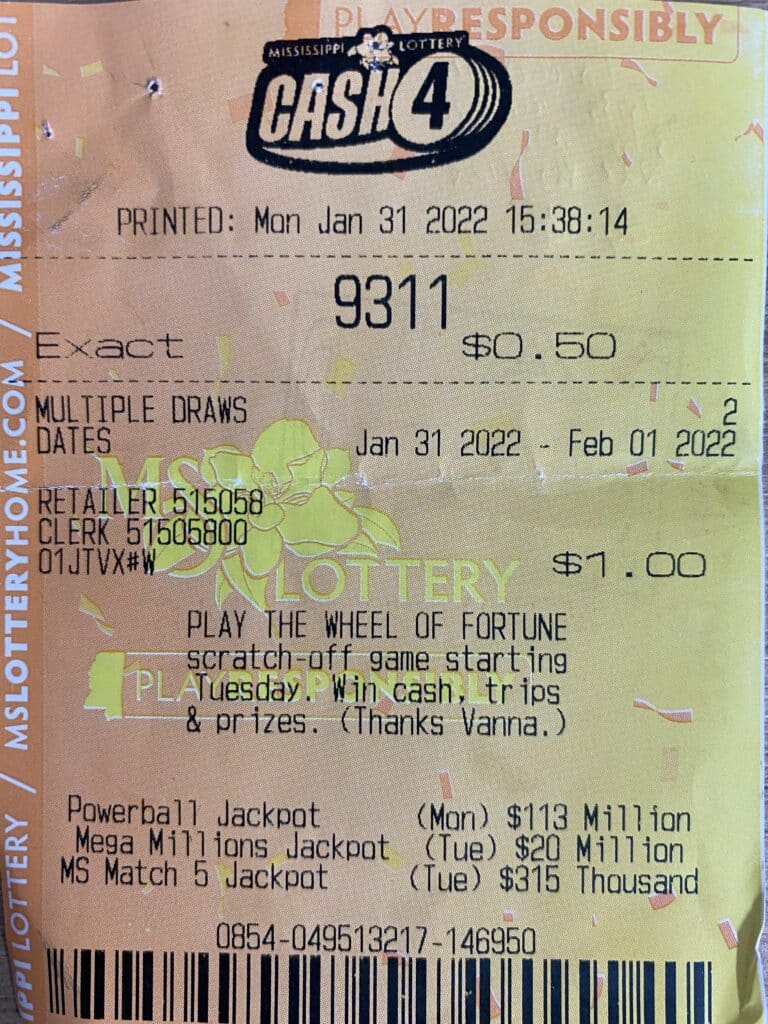 PLAYRESPONSIBLY
MISSISSIPPI LOTTERY
CASH 4
PRINTED: Mon Jan 31 2022 15:38:14
9311
Exact $0.50
MULTIPLE DRAWS 2
DATES Jan 31 2022 - Feb 01 2022
MS LOTTERY
RETAILER 515058
CLERK 51505800
01JTVX#W $1.00
PLAY THE WHEEL OF FORTUNE
scratch-off game starting
Tuesday. Win cash, trips
& prizes. (Thanks Vanna.)
PLAYRESPONSIBLY
Powerball Jackpot (Mon) $113 Million
Mega Millions Jackpot (Tue) $20 Million
MS Match 5 Jackpot (Tue) $315 Thousand
0854-049513217-146950
IPPI LOTTERY / MSLOTTERYHOME.COM / MISSISSIPPI LOT